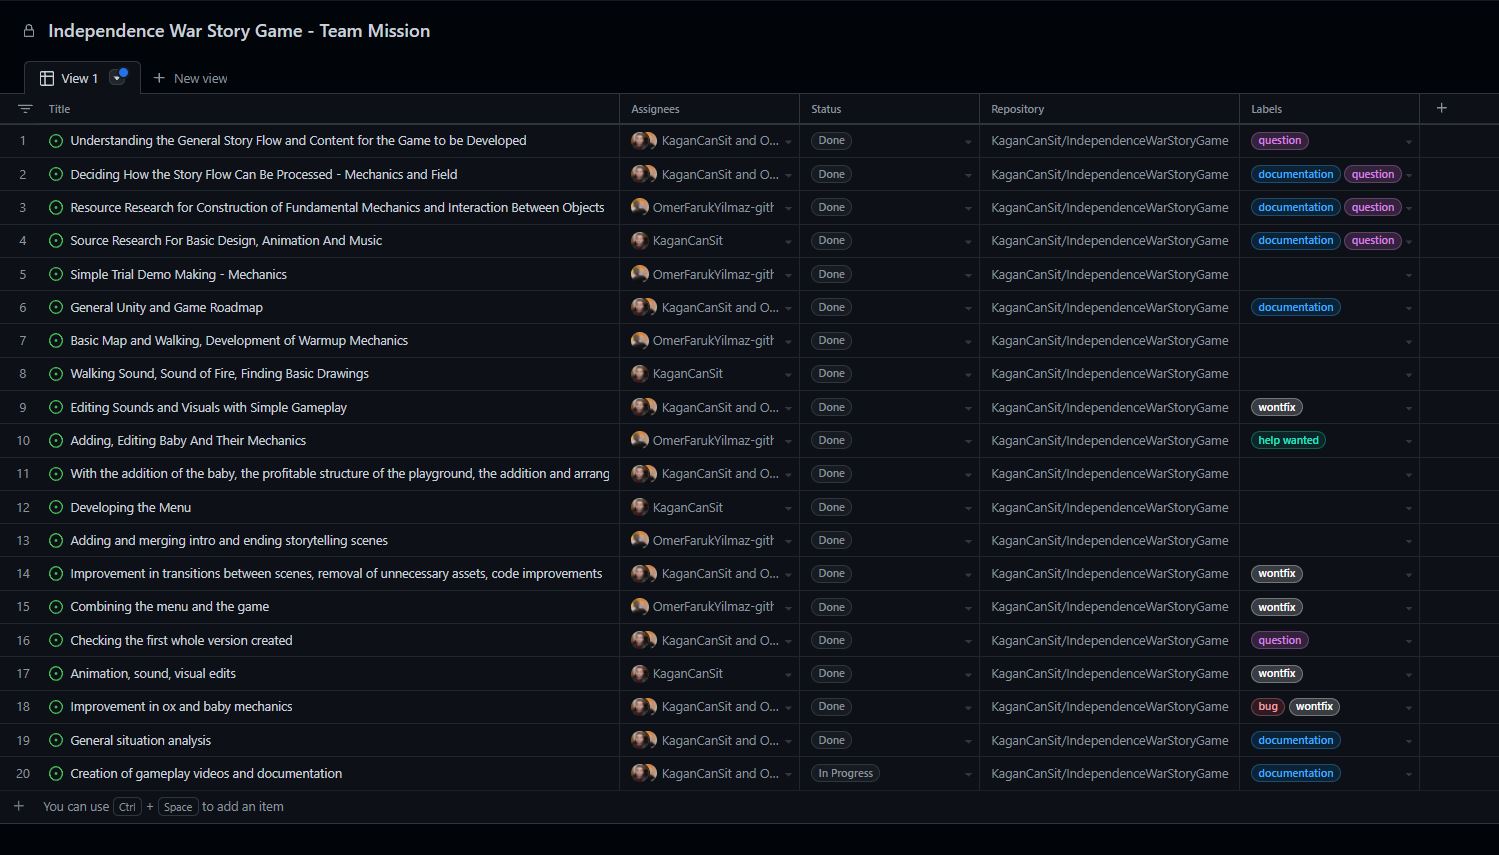 Independence War Story Game - Team Mission
View 1 New view
Title Assignees Status Repository Labels
1 Understanding the General Story Flow and Content for the Game to be Developed KaganCanSit and O... Done KaganCanSit/IndependenceWarStoryGame question
2 Deciding How the Story Flow Can Be Processed - Mechanics and Field KaganCanSit and O... Done KaganCanSit/IndependenceWarStoryGame documentation question
3 Resource Research for Construction of Fundamental Mechanics and Interaction Between Objects OmerFarukYilmaz-gith Done KaganCanSit/IndependenceWarStoryGame documentation question
4 Source Research For Basic Design, Animation And Music KaganCanSit Done KaganCanSit/IndependenceWarStoryGame documentation question
5 Simple Trial Demo Making - Mechanics OmerFarukYilmaz-gith Done KaganCanSit/IndependenceWarStoryGame
6 General Unity and Game Roadmap KaganCanSit and O... Done KaganCanSit/IndependenceWarStoryGame documentation
7 Basic Map and Walking, Development of Warmup Mechanics OmerFarukYilmaz-gith Done KaganCanSit/IndependenceWarStoryGame
8 Walking Sound, Sound of Fire, Finding Basic Drawings KaganCanSit Done KaganCanSit/IndependenceWarStoryGame
9 Editing Sounds and Visuals with Simple Gameplay KaganCanSit and O... Done KaganCanSit/IndependenceWarStoryGame wontfix
10 Adding, Editing Baby And Their Mechanics OmerFarukYilmaz-gith Done KaganCanSit/IndependenceWarStoryGame help wanted
11 With the addition of the baby, the profitable structure of the playground, the addition and arrang KaganCanSit and O... Done KaganCanSit/IndependenceWarStoryGame
12 Developing the Menu KaganCanSit Done KaganCanSit/IndependenceWarStoryGame
13 Adding and merging intro and ending storytelling scenes OmerFarukYilmaz-gith Done KaganCanSit/IndependenceWarStoryGame
14 Improvement in transitions between scenes, removal of unnecessary assets, code improvements KaganCanSit and O... Done KaganCanSit/IndependenceWarStoryGame wontfix
15 Combining the menu and the game OmerFarukYilmaz-gith Done KaganCanSit/IndependenceWarStoryGame wontfix
16 Checking the first whole version created KaganCanSit and O... Done KaganCanSit/IndependenceWarStoryGame question
17 Animation, sound, visual edits KaganCanSit Done KaganCanSit/IndependenceWarStoryGame wontfix
18 Improvement in ox and baby mechanics KaganCanSit and O... Done KaganCanSit/IndependenceWarStoryGame bug wontfix
19 General situation analysis KaganCanSit and O... Done KaganCanSit/IndependenceWarStoryGame documentation
20 Creation of gameplay videos and documentation KaganCanSit and O... In Progress KaganCanSit/IndependenceWarStoryGame documentation
+ You can use Ctrl + Space to add an item